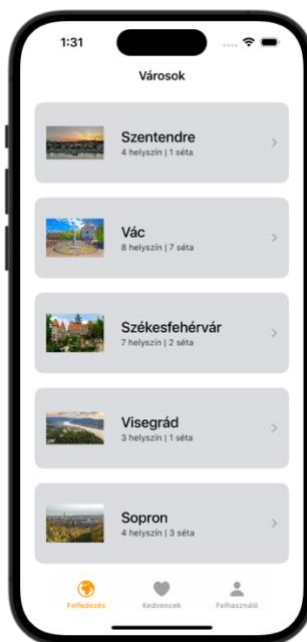 1:31
Városok
Szentendre
4 helyszín | 1 séta
Vác
8 helyszín | 7 séta
Székesfehérvár
7 helyszín | 2 séta
Visegrád
3 helyszín | 1 séta
Sopron
4 helyszín | 3 séta
Felfedezés Kedvencek Felhasználó